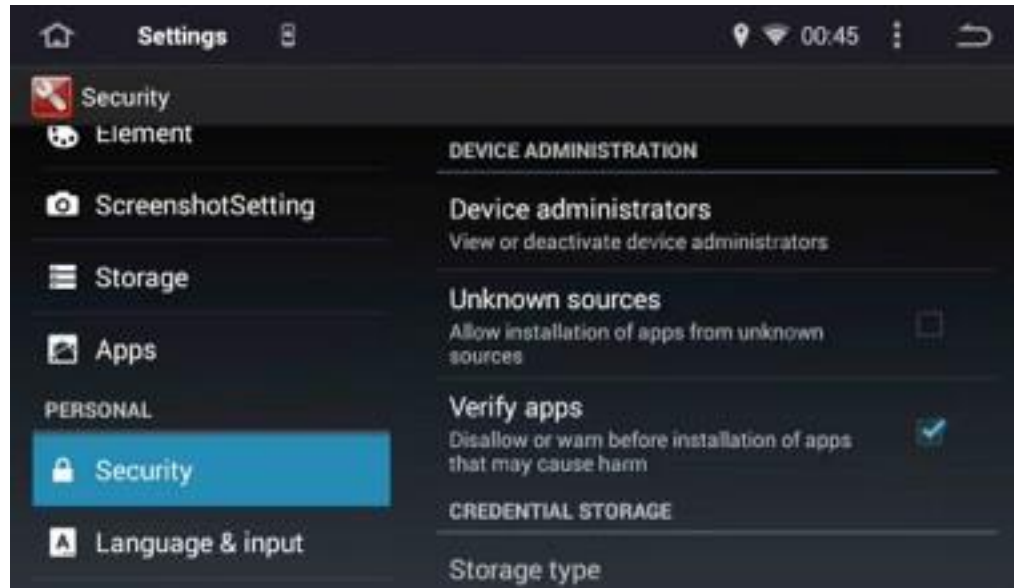 Settings
00:45
Security
Element
ScreenshotSetting
Storage
Apps
PERSONAL
Security
Language & input
DEVICE ADMINISTRATION
Device administrators
View or deactivate device administrators
Unknown sources
Allow installation of apps from unknown
sources
Verify apps
Disallow or warn before installation of apps
that may cause harm
CREDENTIAL STORAGE
Storage type